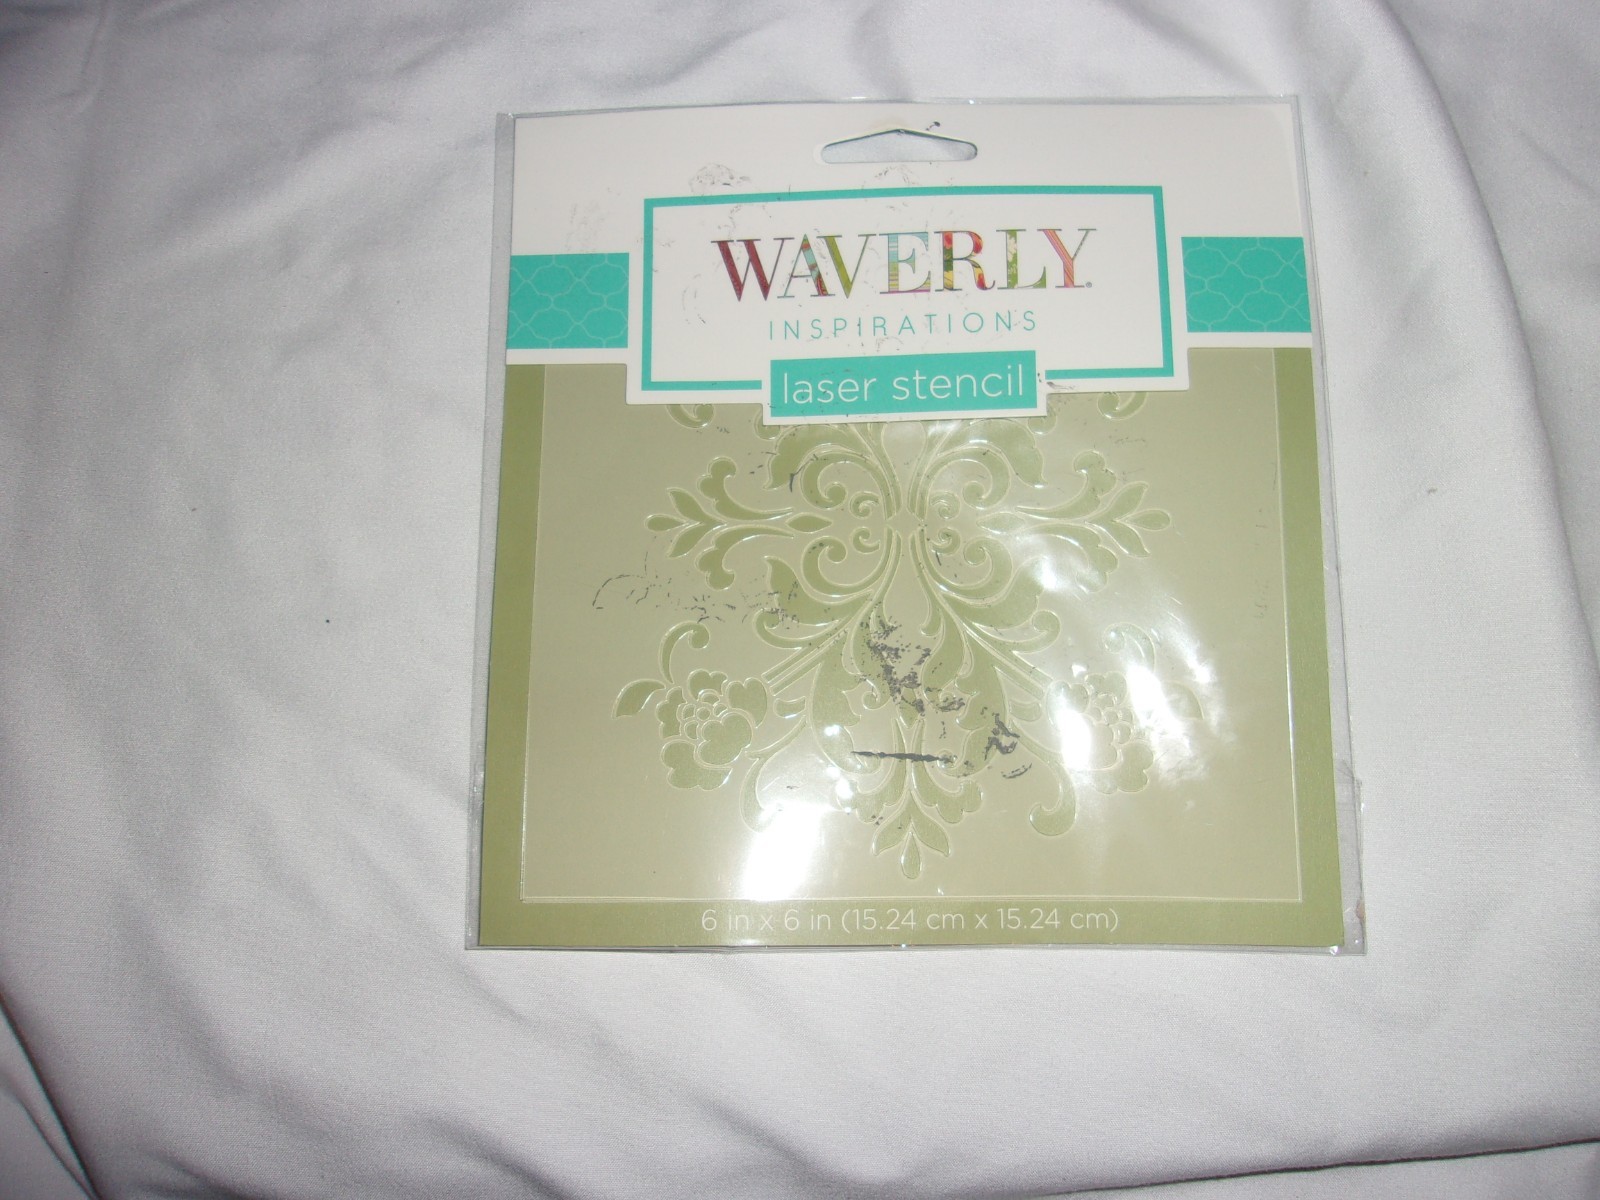 WAVERLY®
INSPIRATIONS
laser stencil
6 in x 6 in (15.24 cm x 15.24 cm)